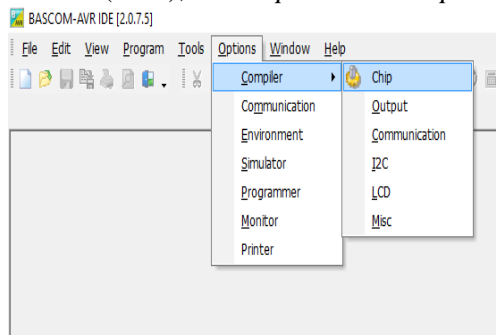 BASCOM-AVR IDE [2.0.7.5]
File Edit View Program Tools Options Window Help
Compiler
Chip
Communication
Output
Environment
Communication
Simulator
I2C
Programmer
LCD
Monitor
Misc
Printer